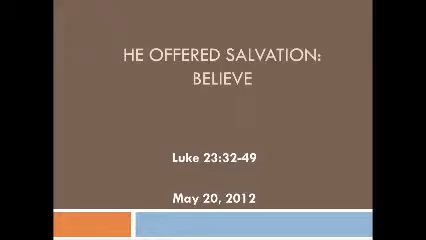 HE OFFERED SALVATION:
BELIEVE
Luke 23:32-49
May 20, 2012